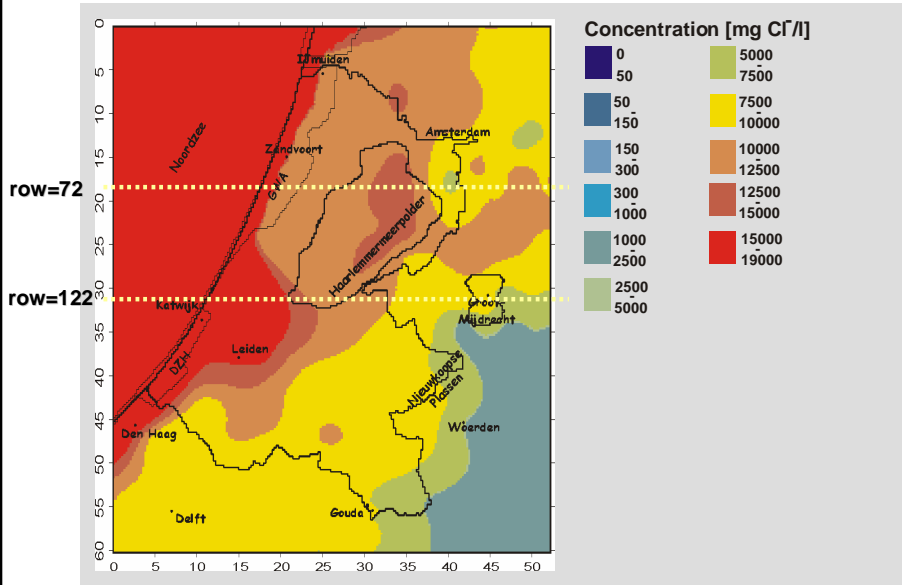 Concentration [mg Cl⁻/l]
0
50
50
-
150
150
-
300
300
-
1000
1000
-
2500
2500
-
5000
5000
-
7500
7500
-
10000
10000
-
12500
12500
-
15000
15000
-
19000
row=72
row=122
0
5
10
15
20
25
30
35
40
45
50
55
60
0
5
10
15
20
25
30
35
40
45
50
IJmuiden
Noordzee
Amsterdam
Zandvoort
GWA
Haarlemmermeerpolder
Katwijk
Groot
Mijdrecht
Leiden
DZH
Nieuwkoopse
Plassen
Den Haag
Woerden
Gouda
Delft